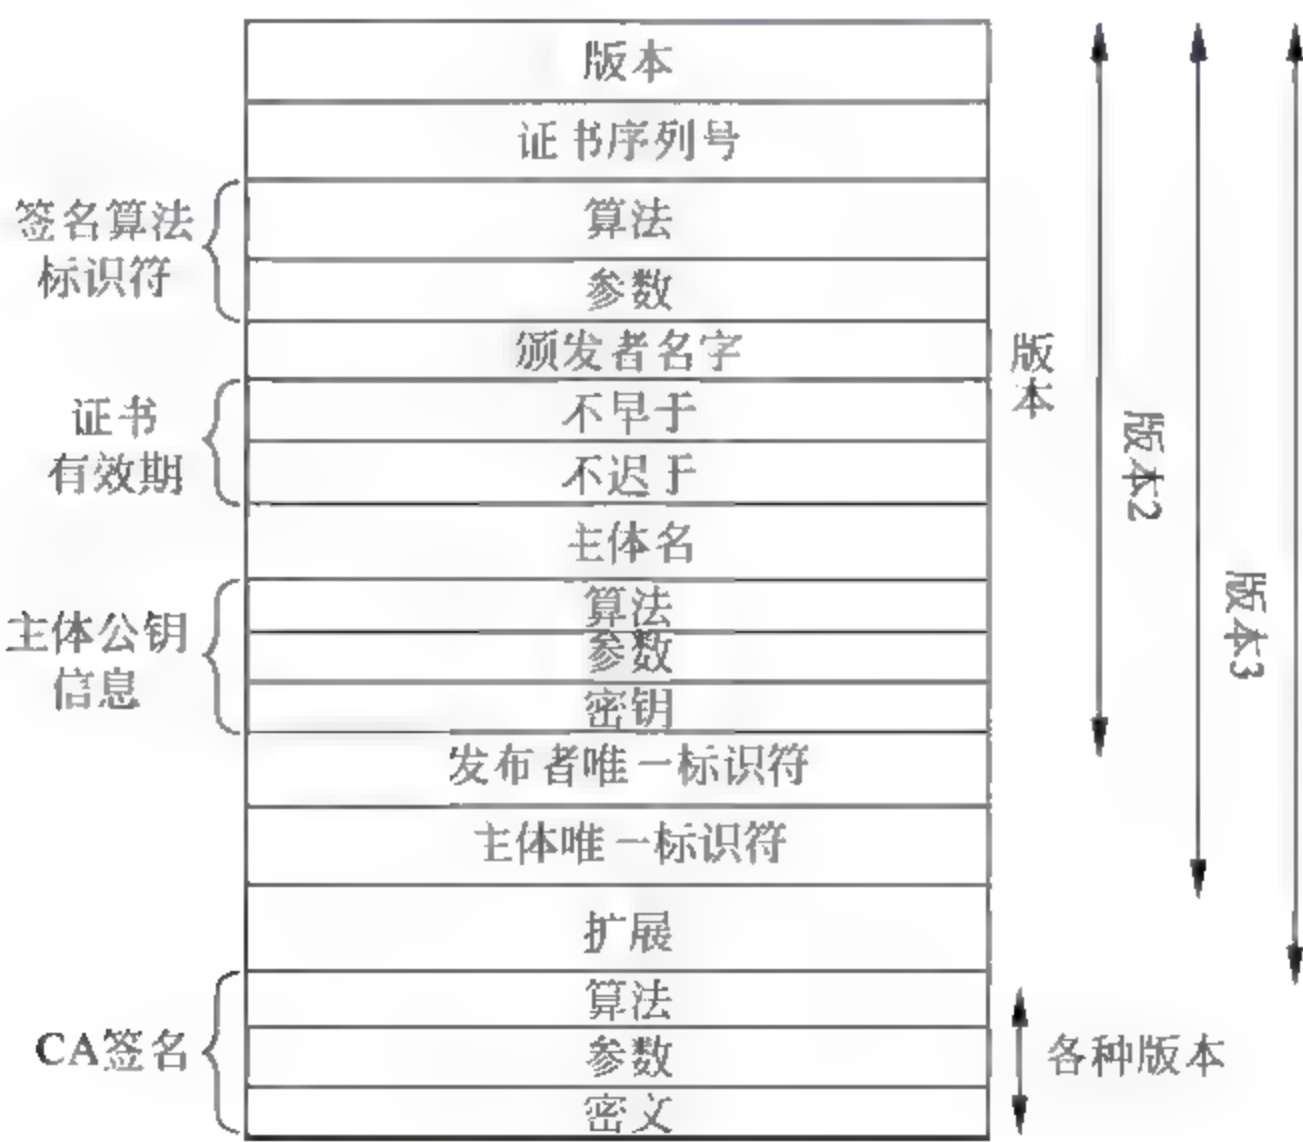 版本
证书序列号
签名算法
标识符
算法
参数
颁发者名字
证书
有效期
不早于
不迟于
主体名
主体公钥
信息
算法
参数
密钥
发布者唯一标识符
主体唯一标识符
扩展
CA签名
算法
参数
密文
版本
版本2
版本3
各种版本